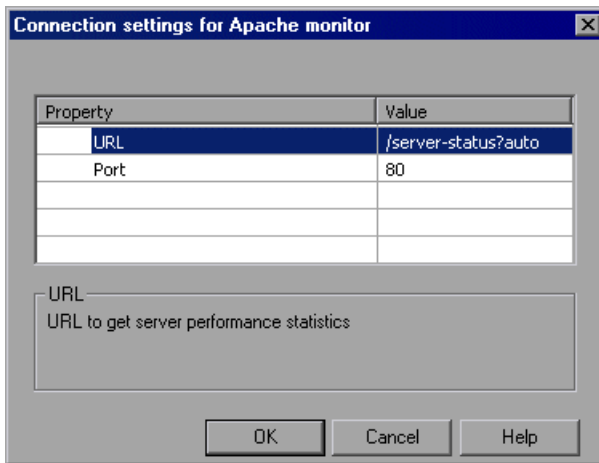 Connection settings for Apache monitor
Property Value
URL /server-status?auto
Port 80
URL
URL to get server performance statistics
OK Cancel Help